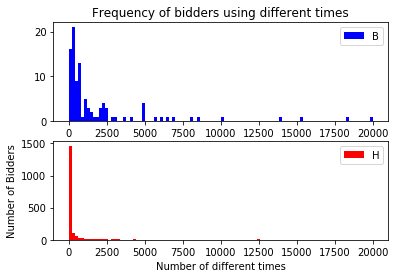 Frequency of bidders using different times
B
20
10
0
0 2500 5000 7500 10000 12500 15000 17500 20000
H
1500
1000
500
0
0 2500 5000 7500 10000 12500 15000 17500 20000
Number of Bidders
Number of different times